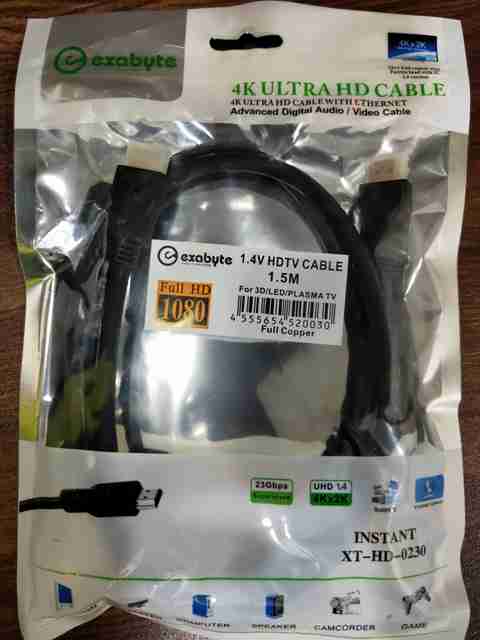 exabyte
4Kx2K
4K ULTRA HD CABLE
4K ULTRA HD CABLE WITH ETHERNET
Advanced Digital Audio / Video Cable
exabyte
1.4V HDTV CABLE
1.5M
For 3D/LED/PLASMA TV
Full HD
1080
4 555654 520030
Full Copper
23Gbps
UHD 1.4
4Kx2K
INSTANT
XT-HD-0230
COMPUTER
SPEAKER
CAMCORDER
GAME